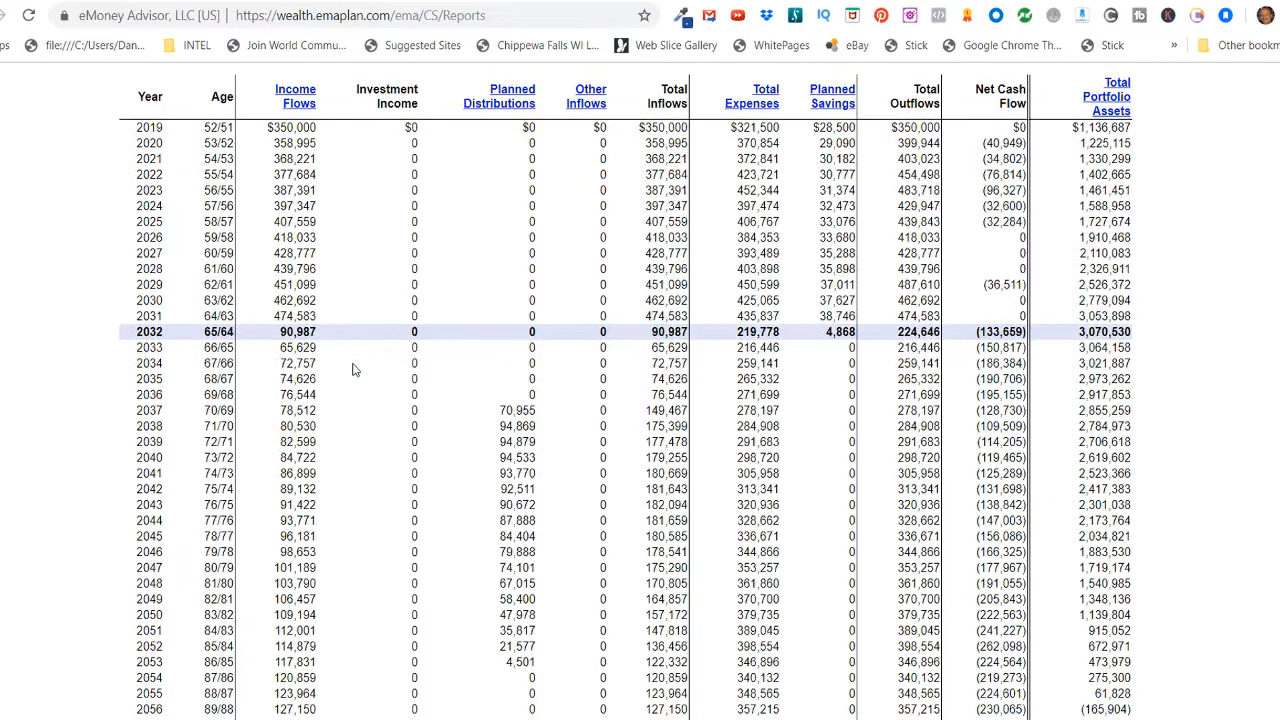 eMoney Advisor, LLC [US] | https://wealth.emaplan.com/ema/CS/Reports
ps file:///C:/Users/Dan... INTEL Join World Commu... Suggested Sites Chippewa Falls WI L... Web Slice Gallery WhitePages eBay Stick Google Chrome Th... Stick » Other bookm
Year Age Income Flows Investment Income Planned Distributions Other Inflows Total Inflows Total Expenses Planned Savings Total Outflows Net Cash Flow Total Portfolio Assets
2019 52/51 $350,000 $0 $0 $0 $350,000 $321,500 $28,500 $350,000 $0 $1,136,687
2020 53/52 358,995 0 0 0 358,995 370,854 29,090 399,944 (40,949) 1,225,115
2021 54/53 368,221 0 0 0 368,221 372,841 30,182 403,023 (34,802) 1,330,299
2022 55/54 377,684 0 0 0 377,684 423,721 30,777 454,498 (76,814) 1,402,665
2023 56/55 387,391 0 0 0 387,391 452,344 31,374 483,718 (96,327) 1,461,451
2024 57/56 397,347 0 0 0 397,347 397,474 32,473 429,947 (32,600) 1,588,958
2025 58/57 407,559 0 0 0 407,559 406,767 33,076 439,843 (32,284) 1,727,674
2026 59/58 418,033 0 0 0 418,033 384,353 33,680 418,033 0 1,910,468
2027 60/59 428,777 0 0 0 428,777 393,489 35,288 428,777 0 2,110,083
2028 61/60 439,796 0 0 0 439,796 403,898 35,898 439,796 0 2,326,911
2029 62/61 451,099 0 0 0 451,099 450,599 37,011 487,610 (36,511) 2,526,372
2030 63/62 462,692 0 0 0 462,692 425,065 37,627 462,692 0 2,779,094
2031 64/63 474,583 0 0 0 474,583 435,837 38,746 474,583 0 3,053,898
2032 65/64 90,987 0 0 0 90,987 219,778 4,868 224,646 (133,659) 3,070,530
2033 66/65 65,629 0 0 0 65,629 216,446 0 216,446 (150,817) 3,064,158
2034 67/66 72,757 0 0 0 72,757 259,141 0 259,141 (186,384) 3,021,887
2035 68/67 74,626 0 0 0 74,626 265,332 0 265,332 (190,706) 2,973,262
2036 69/68 76,544 0 0 0 76,544 271,699 0 271,699 (195,155) 2,917,853
2037 70/69 78,512 0 70,955 0 149,467 278,197 0 278,197 (128,730) 2,855,259
2038 71/70 80,530 0 94,869 0 175,399 284,908 0 284,908 (109,509) 2,784,973
2039 72/71 82,599 0 94,879 0 177,478 291,683 0 291,683 (114,205) 2,706,618
2040 73/72 84,722 0 94,533 0 179,255 298,720 0 298,720 (119,465) 2,619,602
2041 74/73 86,899 0 93,770 0 180,669 305,958 0 305,958 (125,289) 2,523,366
2042 75/74 89,132 0 92,511 0 181,643 313,341 0 313,341 (131,698) 2,417,383
2043 76/75 91,422 0 90,672 0 182,094 320,936 0 320,936 (138,842) 2,301,038
2044 77/76 93,771 0 87,888 0 181,659 328,662 0 328,662 (147,003) 2,173,764
2045 78/77 96,181 0 84,404 0 180,585 336,671 0 336,671 (156,086) 2,034,821
2046 79/78 98,653 0 79,888 0 178,541 344,866 0 344,866 (166,325) 1,883,530
2047 80/79 101,189 0 74,101 0 175,290 353,257 0 353,257 (177,967) 1,719,174
2048 81/80 103,790 0 67,015 0 170,805 361,860 0 361,860 (191,055) 1,540,985
2049 82/81 106,457 0 58,400 0 164,857 370,700 0 370,700 (205,843) 1,348,136
2050 83/82 109,194 0 47,978 0 157,172 379,735 0 379,735 (222,563) 1,139,804
2051 84/83 112,001 0 35,817 0 147,818 389,045 0 389,045 (241,227) 915,052
2052 85/84 114,879 0 21,577 0 136,456 398,554 0 398,554 (262,098) 672,971
2053 86/85 117,831 0 4,501 0 122,332 346,896 0 346,896 (224,564) 473,979
2054 87/86 120,859 0 0 0 120,859 340,132 0 340,132 (219,273) 275,300
2055 88/87 123,964 0 0 0 123,964 348,565 0 348,565 (224,601) 61,828
2056 89/88 127,150 0 0 0 127,150 357,215 0 357,215 (230,065) (165,904)